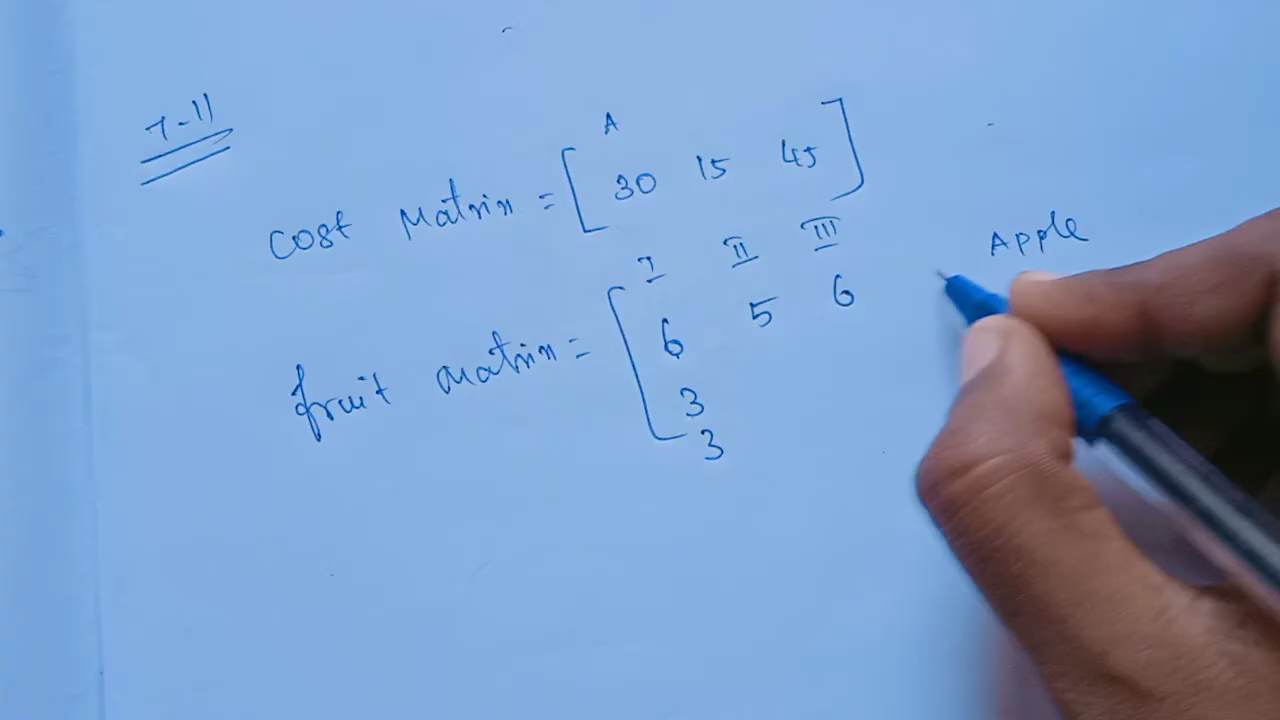 7-11
A
Cost Matrix = [ 30 15 45 ]
I II III
Apple
fruit matrix = [ 6 5 6
3
3